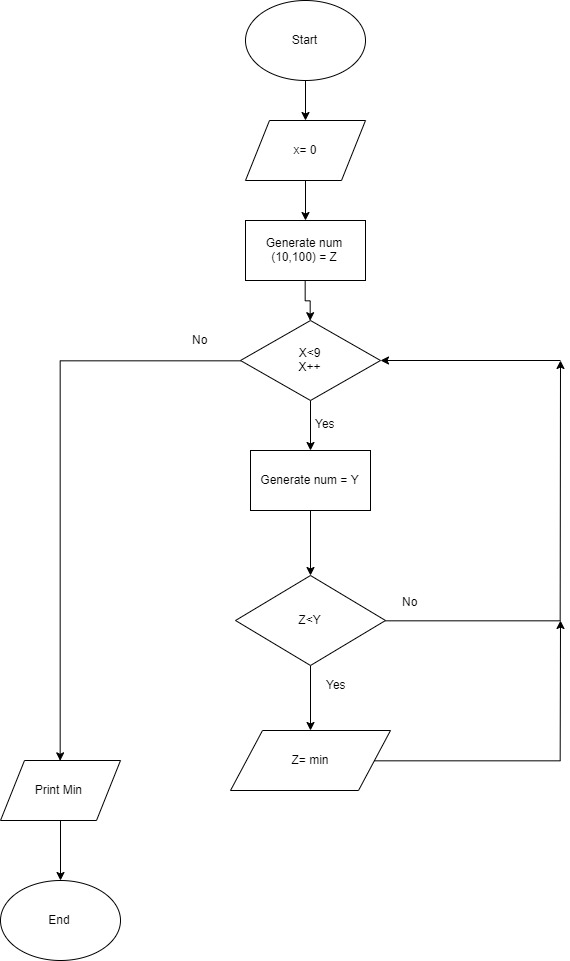 Start
x= 0
Generate num
(10,100) = Z
No
X<9
X++
Yes
Generate num = Y
Z<Y
No
Yes
Z= min
Print Min
End